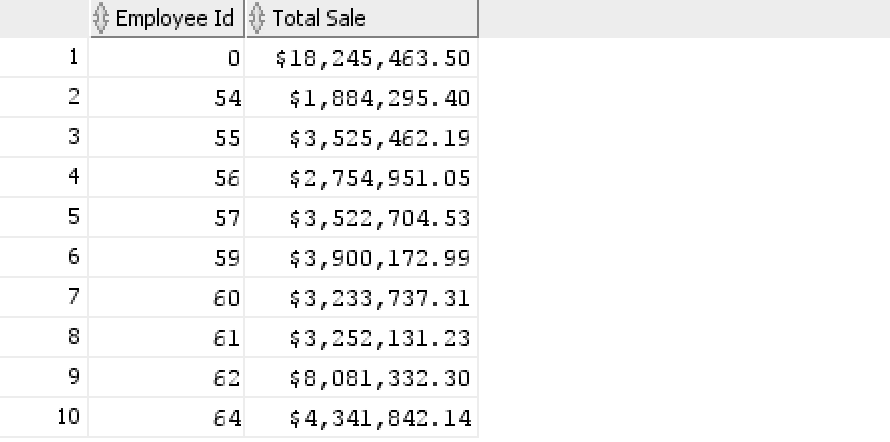 Employee Id Total Sale
1 0 $18,245,463.50
2 54 $1,884,295.40
3 55 $3,525,462.19
4 56 $2,754,951.05
5 57 $3,522,704.53
6 59 $3,900,172.99
7 60 $3,233,737.31
8 61 $3,252,131.23
9 62 $8,081,332.30
10 64 $4,341,842.14